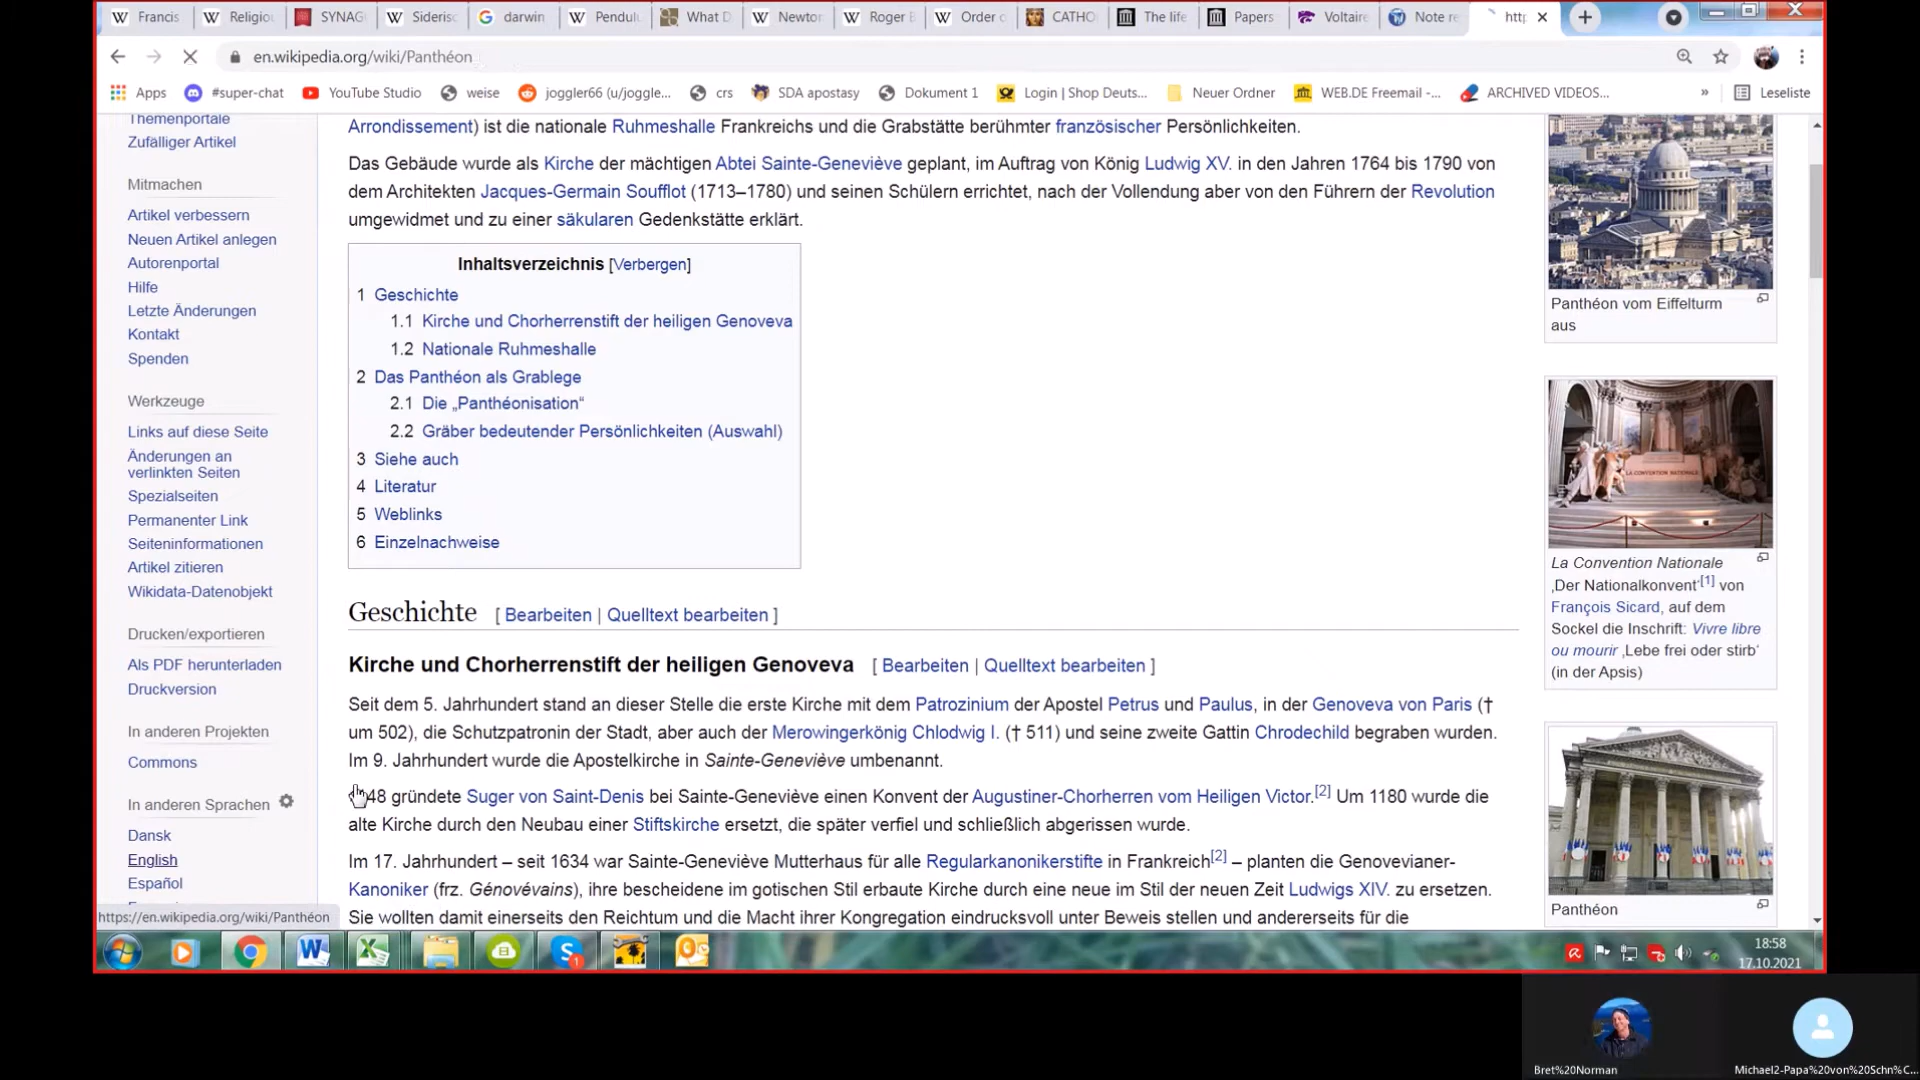 Francis
Religiou
SYNAG
Siderisc
darwin
Pendul
What D
Newton
Roger B
Order o
CATHO
The life
Papers
Voltaire
Note re
http
en.wikipedia.org/wiki/Panthéon
Apps
#super-chat
YouTube Studio
weise
joggler66 (u/joggle...
crs
SDA apostasy
Dokument 1
Login | Shop Deuts...
Neuer Ordner
WEB.DE Freemail -...
ARCHIVED VIDEOS...
»
Leseliste
Themenportale
Zufälliger Artikel
Mitmachen
Artikel verbessern
Neuen Artikel anlegen
Autorenportal
Hilfe
Letzte Änderungen
Kontakt
Spenden
Werkzeuge
Links auf diese Seite
Änderungen an
verlinkten Seiten
Spezialseiten
Permanenter Link
Seiteninformationen
Artikel zitieren
Wikidata-Datenobjekt
Drucken/exportieren
Als PDF herunterladen
Druckversion
In anderen Projekten
Commons
In anderen Sprachen
Dansk
English
Español
https://en.wikipedia.org/wiki/Panthéon
Arrondissement) ist die nationale Ruhmeshalle Frankreichs und die Grabstätte berühmter französischer Persönlichkeiten.
Das Gebäude wurde als Kirche der mächtigen Abtei Sainte-Geneviève geplant, im Auftrag von König Ludwig XV. in den Jahren 1764 bis 1790 von
dem Architekten Jacques-Germain Soufflot (1713–1780) und seinen Schülern errichtet, nach der Vollendung aber von den Führern der Revolution
umgewidmet und zu einer säkularen Gedenkstätte erklärt.
Inhaltsverzeichnis [Verbergen]
1 Geschichte
1.1 Kirche und Chorherrenstift der heiligen Genoveva
1.2 Nationale Ruhmeshalle
2 Das Panthéon als Grablege
2.1 Die „Panthéonisation“
2.2 Gräber bedeutender Persönlichkeiten (Auswahl)
3 Siehe auch
4 Literatur
5 Weblinks
6 Einzelnachweise
Geschichte [ Bearbeiten | Quelltext bearbeiten ]
Kirche und Chorherrenstift der heiligen Genoveva [ Bearbeiten | Quelltext bearbeiten ]
Seit dem 5. Jahrhundert stand an dieser Stelle die erste Kirche mit dem Patrozinium der Apostel Petrus und Paulus, in der Genoveva von Paris (†
um 502), die Schutzpatronin der Stadt, aber auch der Merowingerkönig Chlodwig I. († 511) und seine zweite Gattin Chrodechild begraben wurden.
Im 9. Jahrhundert wurde die Apostelkirche in Sainte-Geneviève umbenannt.
48 gründete Suger von Saint-Denis bei Sainte-Geneviève einen Konvent der Augustiner-Chorherren vom Heiligen Victor.[2] Um 1180 wurde die
alte Kirche durch den Neubau einer Stiftskirche ersetzt, die später verfiel und schließlich abgerissen wurde.
Im 17. Jahrhundert – seit 1634 war Sainte-Geneviève Mutterhaus für alle Regularkanonikerstifte in Frankreich[2] – planten die Genovevianer-
Kanoniker (frz. Génovévains), ihre bescheidene im gotischen Stil erbaute Kirche durch eine neue im Stil der neuen Zeit Ludwigs XIV. zu ersetzen.
Sie wollten damit einerseits den Reichtum und die Macht ihrer Kongregation eindrucksvoll unter Beweis stellen und andererseits für die
Panthéon vom Eiffelturm
aus
LA CONVENTION NATIONALE
La Convention Nationale
‚Der Nationalkonvent‘[1] von
François Sicard, auf dem
Sockel die Inschrift: Vivre libre
ou mourir ‚Lebe frei oder stirb‘
(in der Apsis)
Panthéon
18:58
17.10.2021
Bret%20Norman
Michael2-Papa%20von%20Schn%C...